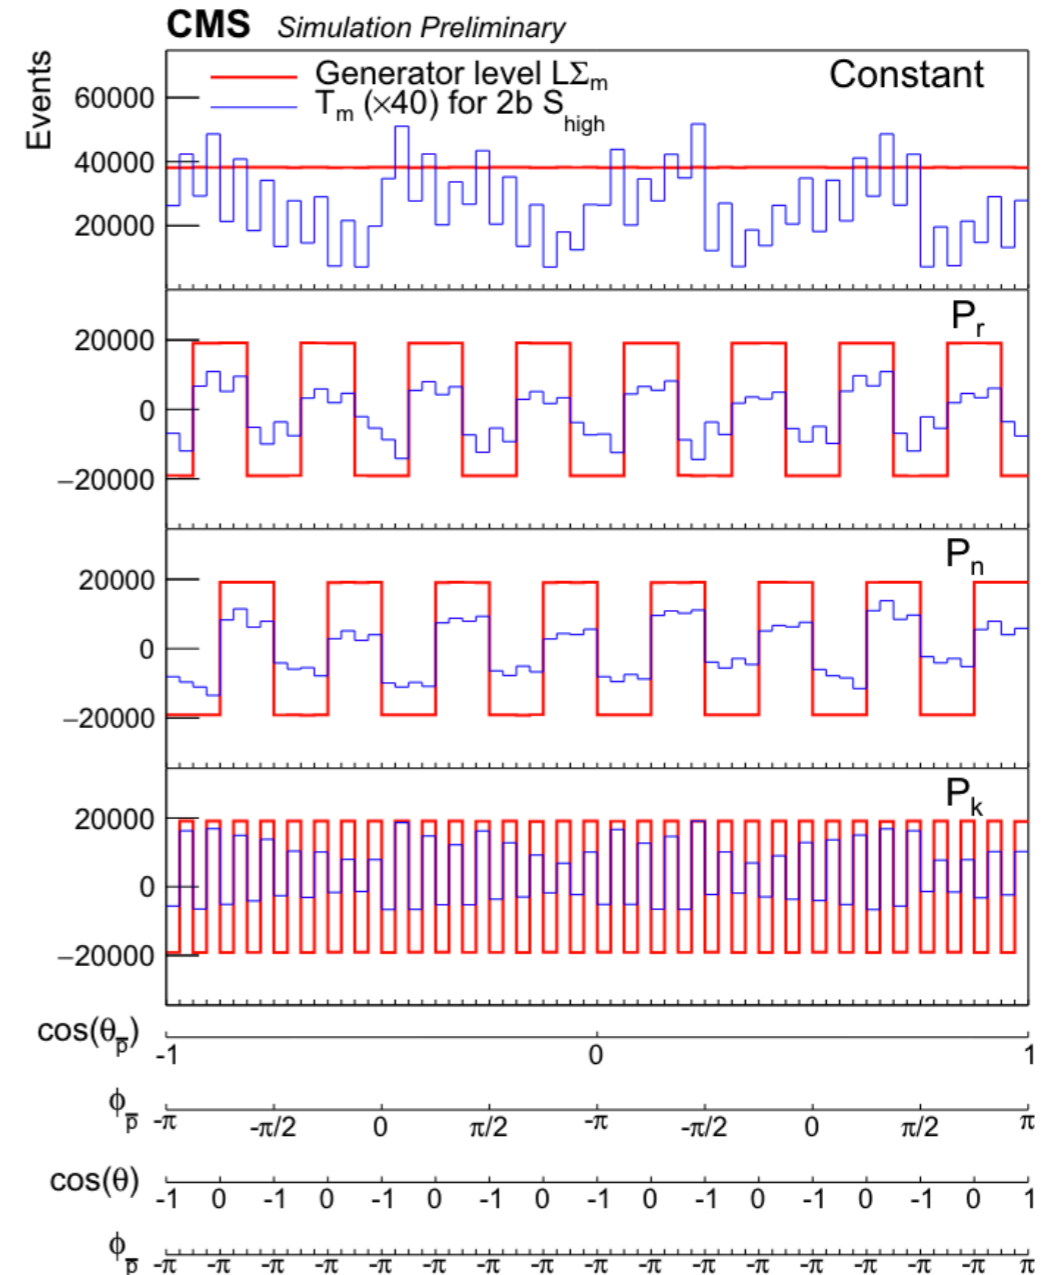 CMS Simulation Preliminary
Events
Generator level LΣm
Tm (×40) for 2b Shigh
Constant
60000
40000
20000
Pr
20000
0
−20000
Pn
20000
0
−20000
Pk
20000
0
−20000
cos(θp̅)
-1 0 1
ϕp̅ -π -π/2 0 π/2 -π -π/2 0 π/2 π
cos(θ)
-1 0 -1 0 -1 0 -1 0 -1 0 -1 0 -1 0 -1 0 1
ϕp̅ -π -π -π -π -π -π -π -π -π -π -π -π -π -π -π -π π